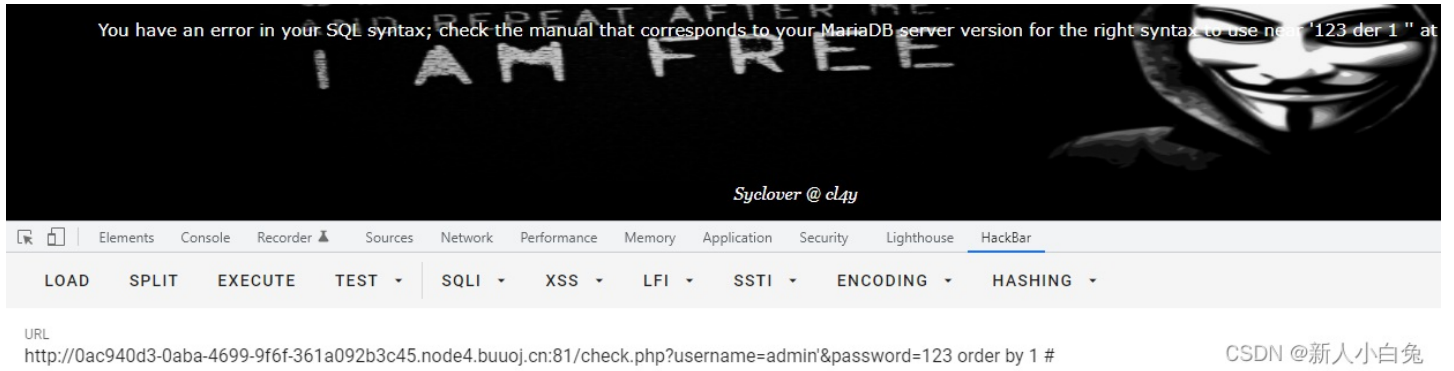 AND REPEAT AFTER ME:
You have an error in your SQL syntax; check the manual that corresponds to your MariaDB server version for the right syntax to use near '123 der 1 '' at
I AM FREE
Syclover @ cl4y
Elements Console Recorder Sources Network Performance Memory Application Security Lighthouse HackBar
LOAD SPLIT EXECUTE TEST SQLI XSS LFI SSTI ENCODING HASHING
URL
http://0ac940d3-0aba-4699-9f6f-361a092b3c45.node4.buuoj.cn:81/check.php?username=admin'&password=123 order by 1 #
CSDN @新人小白兔